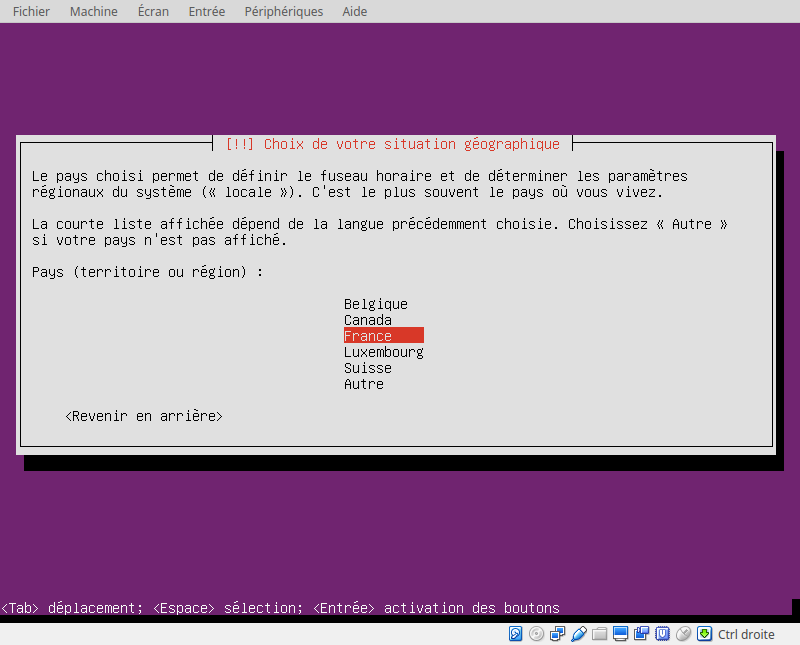 Fichier Machine Écran Entrée Périphériques Aide
[!!] Choix de votre situation géographique
Le pays choisi permet de définir le fuseau horaire et de déterminer les paramètres
régionaux du système (« locale »). C'est le plus souvent le pays où vous vivez.
La courte liste affichée dépend de la langue précédemment choisie. Choisissez « Autre »
si votre pays n'est pas affiché.
Pays (territoire ou région) :
Belgique
Canada
France
Luxembourg
Suisse
Autre
<Revenir en arrière>
<Tab> déplacement; <Espace> sélection; <Entrée> activation des boutons
Ctrl droite